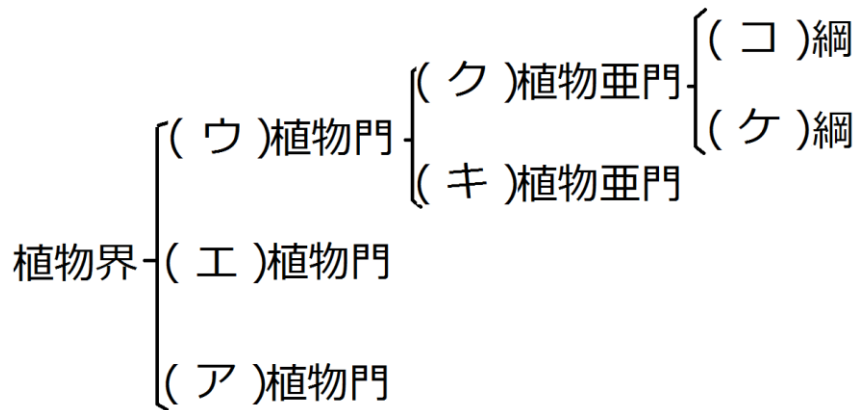 ( コ )綱
( ク )植物亜門
( ケ )綱
( ウ )植物門
( キ )植物亜門
植物界
( エ )植物門
( ア )植物門